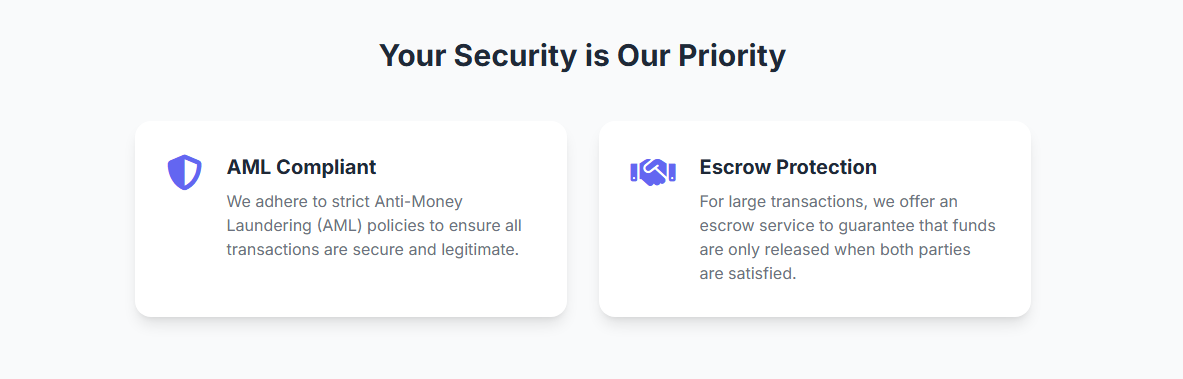 Your Security is Our Priority
AML Compliant
We adhere to strict Anti-Money
Laundering (AML) policies to ensure all
transactions are secure and legitimate.
Escrow Protection
For large transactions, we offer an
escrow service to guarantee that funds
are only released when both parties
are satisfied.